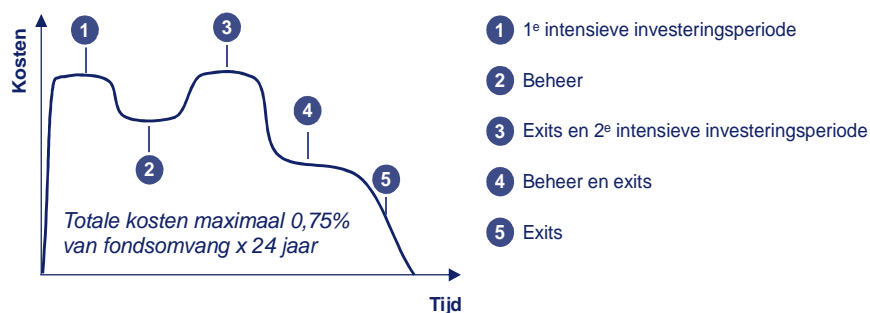 Kosten
1
2
3
4
5
Totale kosten maximaal 0,75%
van fondsomvang x 24 jaar
Tijd
1 1e intensieve investeringsperiode
2 Beheer
3 Exits en 2e intensieve investeringsperiode
4 Beheer en exits
5 Exits